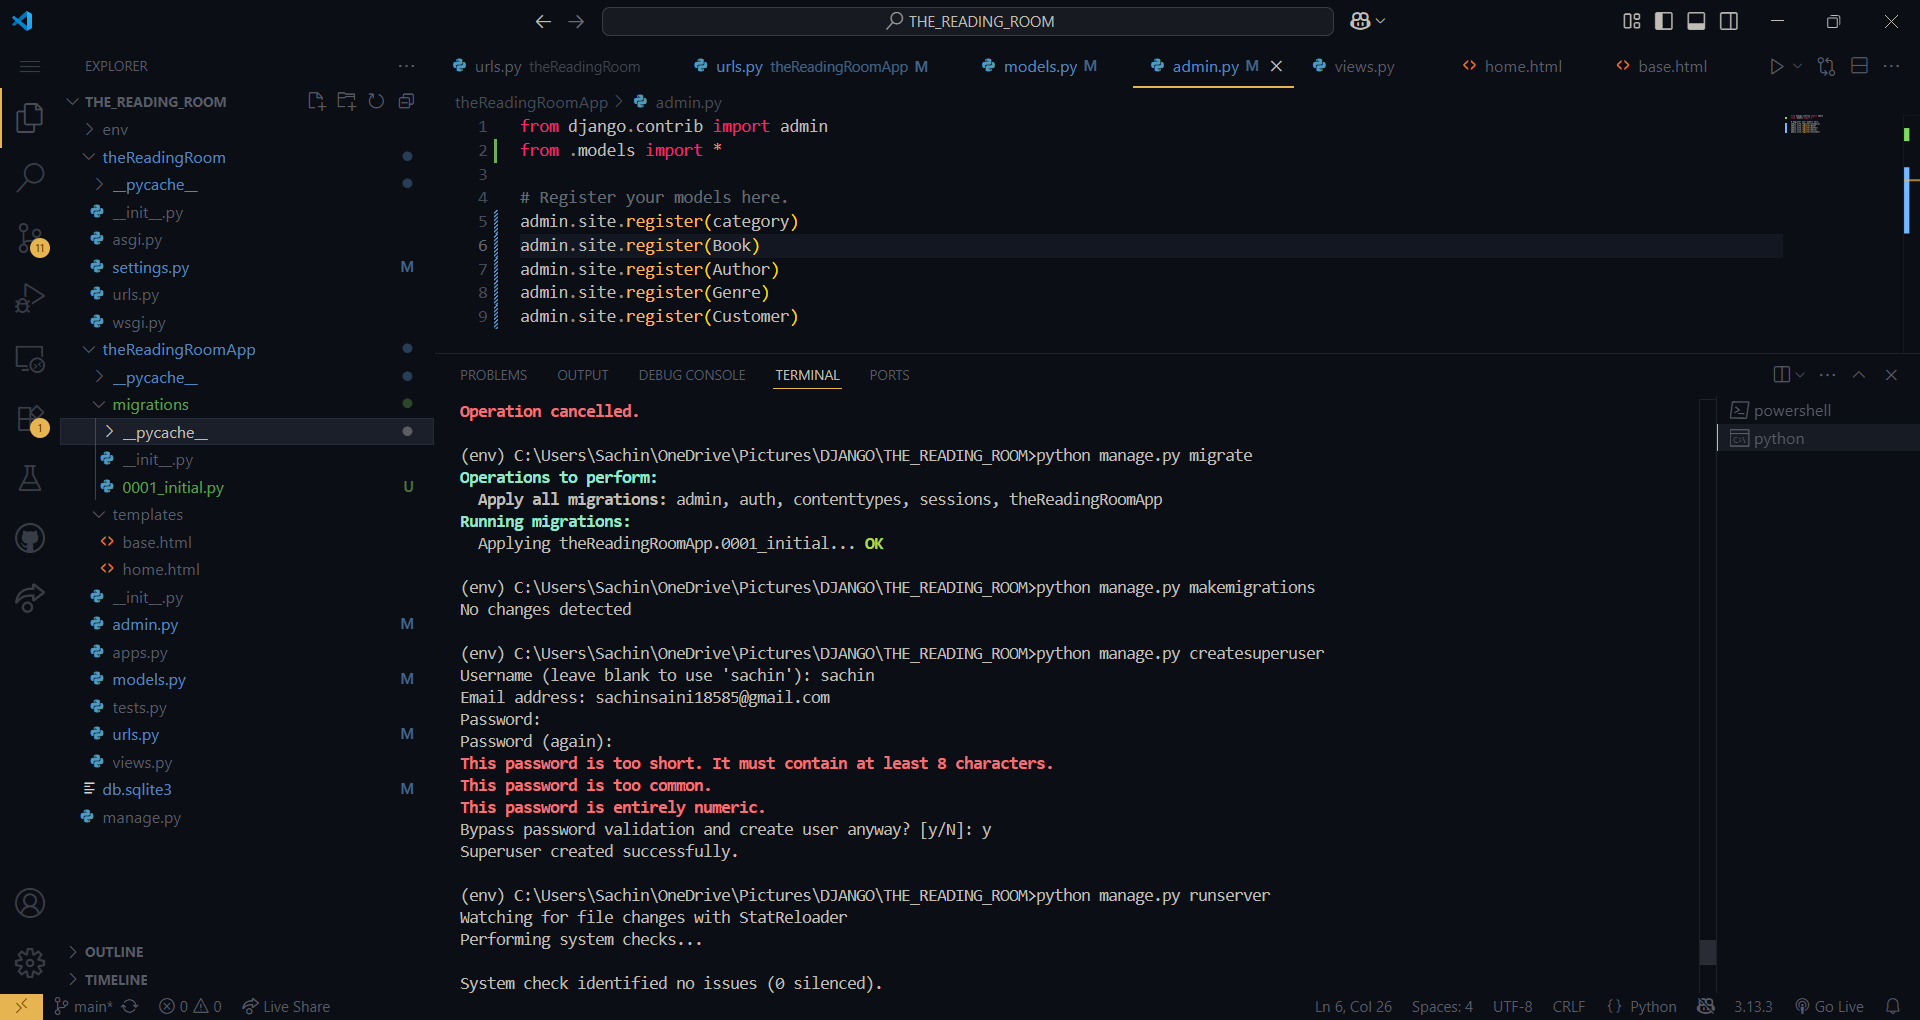 THE_READING_ROOM
EXPLORER
THE_READING_ROOM
env
theReadingRoom
__pycache__
__init__.py
asgi.py
settings.py M
urls.py
wsgi.py
theReadingRoomApp
__pycache__
migrations
__pycache__
__init__.py
0001_initial.py U
templates
base.html
home.html
__init__.py
admin.py M
apps.py
models.py M
tests.py
urls.py M
views.py
db.sqlite3 M
manage.py
OUTLINE
TIMELINE
11
1
urls.py theReadingRoom
urls.py theReadingRoomApp M
models.py M
admin.py M
views.py
home.html
base.html
theReadingRoomApp > admin.py
1 from django.contrib import admin
2 from .models import *
3
4 # Register your models here.
5 admin.site.register(category)
6 admin.site.register(Book)
7 admin.site.register(Author)
8 admin.site.register(Genre)
9 admin.site.register(Customer)
PROBLEMS OUTPUT DEBUG CONSOLE TERMINAL PORTS
powershell
python
Operation cancelled.
(env) C:\Users\Sachin\OneDrive\Pictures\DJANGO\THE_READING_ROOM>python manage.py migrate
Operations to perform:
Apply all migrations: admin, auth, contenttypes, sessions, theReadingRoomApp
Running migrations:
Applying theReadingRoomApp.0001_initial... OK
(env) C:\Users\Sachin\OneDrive\Pictures\DJANGO\THE_READING_ROOM>python manage.py makemigrations
No changes detected
(env) C:\Users\Sachin\OneDrive\Pictures\DJANGO\THE_READING_ROOM>python manage.py createsuperuser
Username (leave blank to use 'sachin'): sachin
Email address: sachinsaini18585@gmail.com
Password:
Password (again):
This password is too short. It must contain at least 8 characters.
This password is too common.
This password is entirely numeric.
Bypass password validation and create user anyway? [y/N]: y
Superuser created successfully.
(env) C:\Users\Sachin\OneDrive\Pictures\DJANGO\THE_READING_ROOM>python manage.py runserver
Watching for file changes with StatReloader
Performing system checks...
System check identified no issues (0 silenced).
main* 0 0 Live Share
Ln 6, Col 26 Spaces: 4 UTF-8 CRLF {} Python 3.13.3 Go Live